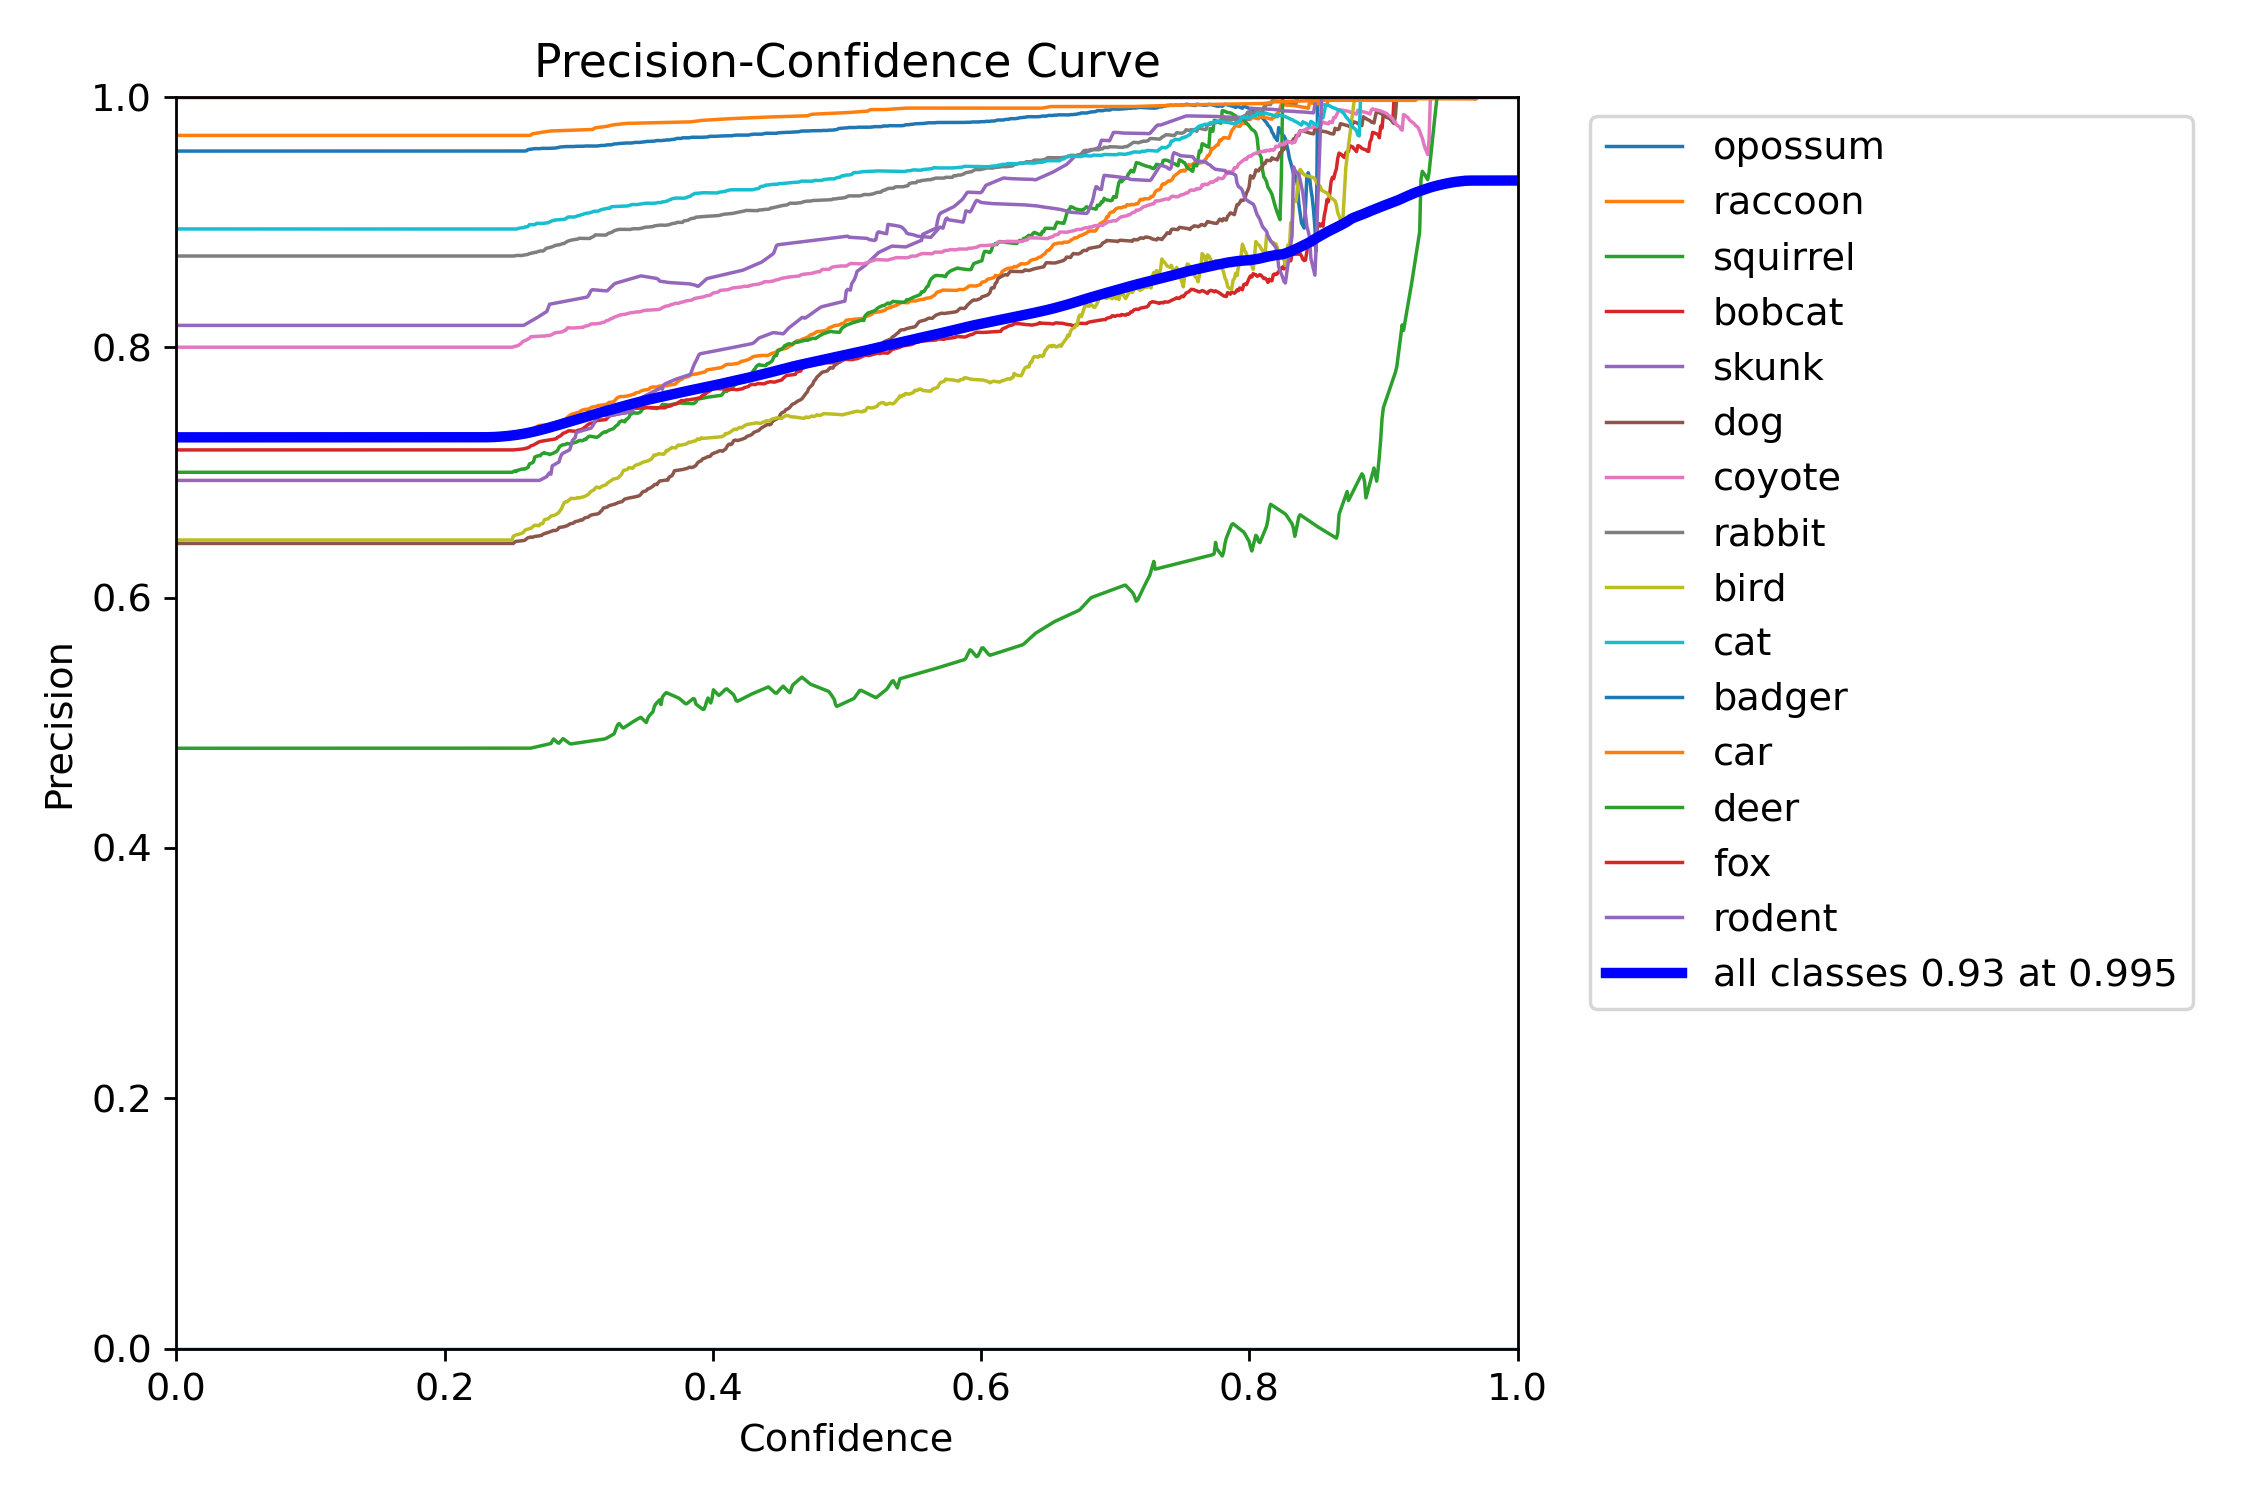 Precision-Confidence Curve
1.0
0.8
0.6
0.4
0.2
0.0
Precision
0.0 0.2 0.4 0.6 0.8 1.0
Confidence
opossum
raccoon
squirrel
bobcat
skunk
dog
coyote
rabbit
bird
cat
badger
car
deer
fox
rodent
all classes 0.93 at 0.995